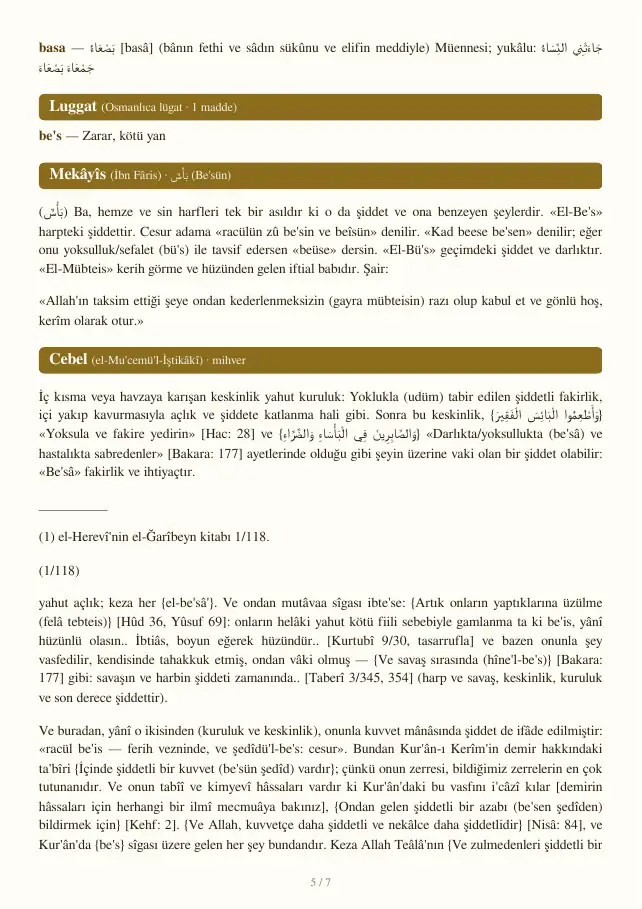 basa — بَصْعَاءُ [basâ] (bânın fethi ve sâdın sükûnu ve elifin meddiyle) Müennesi; yukâlu: جَاءَتْنِي النِّسَاءُ
جَمْعَاءَ بَصْعَاءَ
Luggat (Osmanlıca lügat · 1 madde)
be's — Zarar, kötü yan
Mekâyîs (İbn Fâris) · بَأسٌ (Be'sün)
(بَأْسٌ) Ba, hemze ve sin harfleri tek bir asıldır ki o da şiddet ve ona benzeyen şeylerdir. «El-Be's»
harpteki şiddettir. Cesur adama «racülün zû be'sin ve beîsün» denilir. «Kad beese be'sen» denilir; eğer
onu yoksulluk/sefalet (bü's) ile tavsif edersen «beüse» dersin. «El-Bü's» geçimdeki şiddet ve darlıktır.
«El-Mübteis» kerih görme ve hüzünden gelen iftial babıdır. Şair:
«Allah'ın taksim ettiği şeye ondan kederlenmeksizin (gayra mübteisin) razı olup kabul et ve gönlü hoş,
kerîm olarak otur.»
Cebel (el-Mu'cemü'l-İştikâkî) · mihver
İç kısma veya havzaya karışan keskinlik yahut kuruluk: Yoklukla (udüm) tabir edilen şiddetli fakirlik,
içi yakıp kavurmasıyla açlık ve şiddete katlanma hali gibi. Sonra bu keskinlik, {وَأَطْعِمُوا الْبَائِسَ الْفَقِيرَ}
«Yoksula ve fakire yedirin» [Hac: 28] ve {وَالصَّابِرِينَ فِي الْبَأْسَاءِ وَالضَّرَّاءِ} «Darlıkta/yoksullukta (be'sâ) ve
hastalıkta sabredenler» [Bakara: 177] ayetlerinde olduğu gibi şeyin üzerine vaki olan bir şiddet olabilir:
«Be'sâ» fakirlik ve ihtiyaçtır.
(1) el-Herevî'nin el-Ğarîbeyn kitabı 1/118.
(1/118)
yahut açlık; keza her {el-be'sâ'}. Ve ondan mutâvaa sîgası ibte'se: {Artık onların yaptıklarına üzülme
(felâ tebteis)} [Hûd 36, Yûsuf 69]: onların helâki yahut kötü fiili sebebiyle gamlanma ta ki be'is, yânî
hüzünlü olasın.. İbtiâs, boyun eğerek hüzündür.. [Kurtubî 9/30, tasarrufla] ve bazen onunla şey
vasfedilir, kendisinde tahakkuk etmiş, ondan vâki olmuş — {Ve savaş sırasında (hîne'l-be's)} [Bakara:
177] gibi: savaşın ve harbin şiddeti zamanında.. [Taberî 3/345, 354] (harp ve savaş, keskinlik, kuruluk
ve son derece şiddettir).
Ve buradan, yânî o ikisinden (kuruluk ve keskinlik), onunla kuvvet mânâsında şiddet de ifâde edilmiştir:
«racül be'is — ferih vezninde, ve şedîdü'l-be's: cesur». Bundan Kur'ân-ı Kerîm'in demir hakkındaki
ta'bîri {İçinde şiddetli bir kuvvet (be'sün şedîd) vardır}; çünkü onun zerresi, bildiğimiz zerrelerin en çok
tutunanıdır. Ve onun tabiî ve kimyevî hâssaları vardır ki Kur'ân'daki bu vasfını i'câzî kılar [demirin
hâssaları için herhangi bir ilmî mecmuâya bakınız], {Ondan gelen şiddetli bir azabı (be'sen şedîden)
bildirmek için} [Kehf: 2]. {Ve Allah, kuvvetçe daha şiddetli ve nekâlce daha şiddetlidir} [Nisâ: 84], ve
Kur'ân'da {be's} sîgası üzere gelen her şey bundandır. Keza Allah Teâlâ'nın {Ve zulmedenleri şiddetli bir
5 / 7